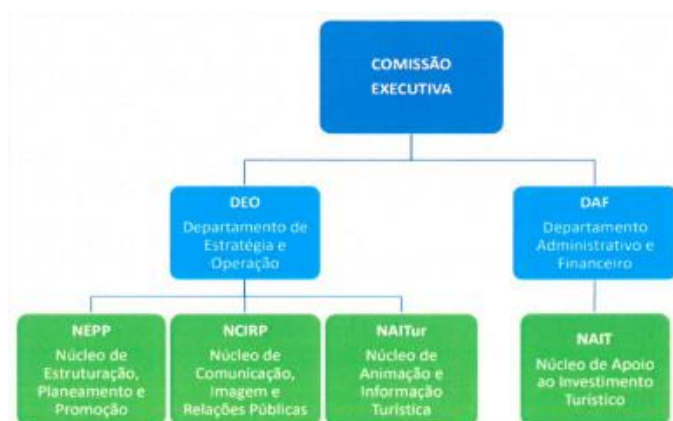 COMISSÃO
EXECUTIVA
DEO
Departamento de
Estratégia e
Operação
DAF
Departamento
Administrativo e
Financeiro
NEPP
Núcleo de
Estruturação,
Planeamento e
Promoção
NCIRP
Núcleo de
Comunicação,
Imagem e
Relações Públicas
NAITur
Núcleo de
Animação e
Informação
Turística
NAIT
Núcleo de Apoio
ao Investimento
Turístico